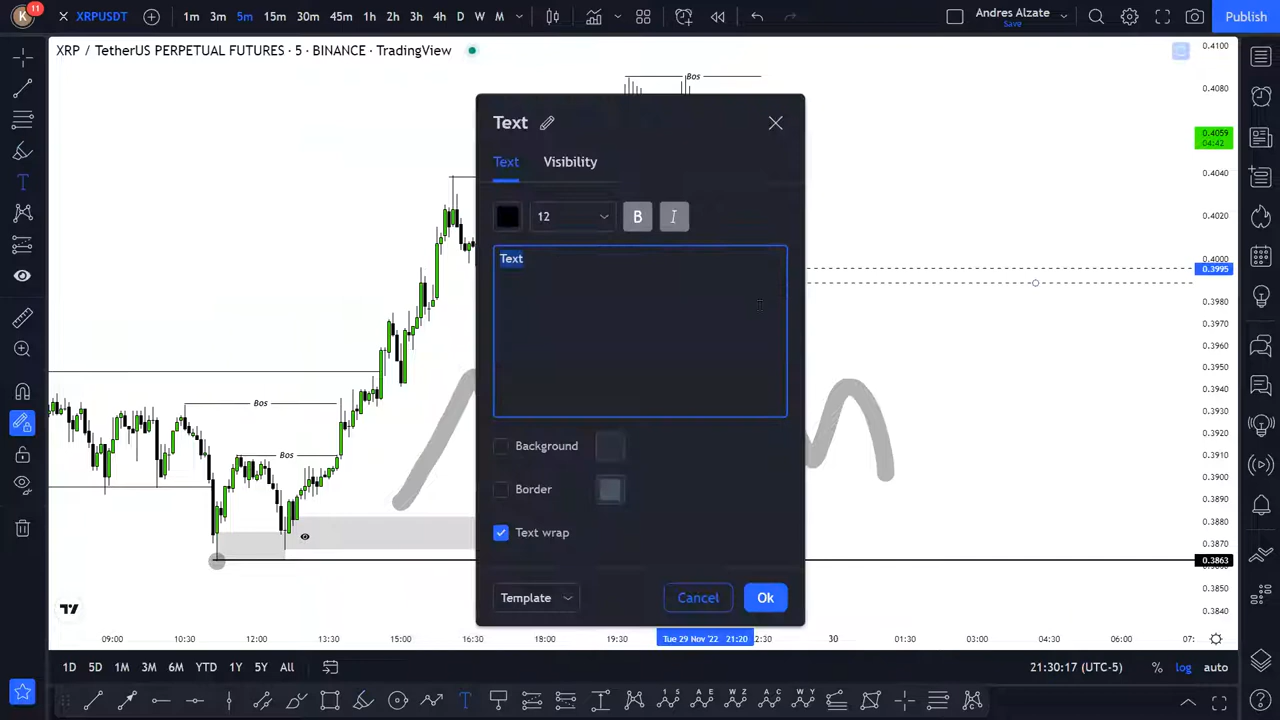 K 11 XRPUSDT 1m 3m 5m 15m 30m 45m 1h 2h 3h 4h D W M Andres Alzate Save Publish
XRP / TetherUS PERPETUAL FUTURES · 5 · BINANCE · TradingView
Bos
Text
Text Visibility
12 B I
Text
Background
Border
Text wrap
Template Cancel Ok
Bos
Bos
0.4100
0.4080
0.4059
04:42
0.4040
0.4020
0.4000
0.3995
0.3980
0.3970
0.3960
0.3950
0.3940
0.3930
0.3920
0.3910
0.3900
0.3890
0.3880
0.3870
0.3863
0.3850
0.3840
09:00 10:30 12:00 13:30 15:00 16:30 18:00 19:30 Tue 29 Nov '22 21:20 2:30 30 01:30 03:00 04:30 06:00 07:
1D 5D 1M 3M 6M YTD 1Y 5Y All 21:30:17 (UTC-5) % log auto